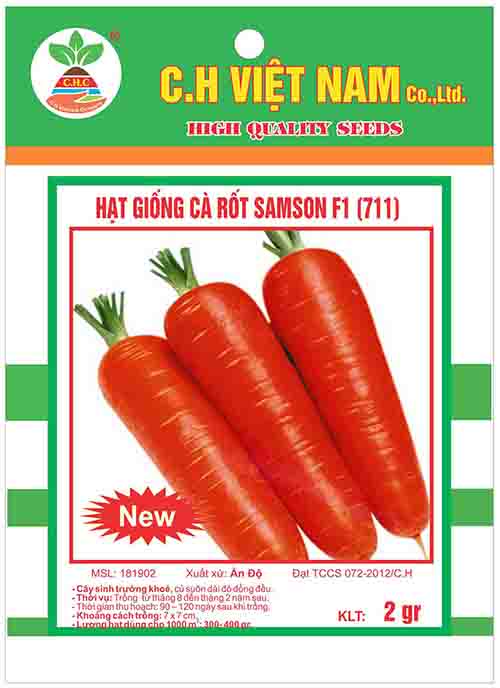 C.H.C
C.H VIỆT NAM Co.,Ltd.
HIGH QUALITY SEEDS
HẠT GIỐNG CÀ RỐT SAMSON F1 (711)
New
MSL: 181902 Xuất xứ: Ấn Độ Đạt TCCS 072-2012/C.H
- Cây sinh trưởng khoẻ, củ suôn dài đỏ đồng đều.
- Thời vụ: Trồng từ tháng 8 đến tháng 2 năm sau.
- Thời gian thu hoạch: 90 – 120 ngày sau khi trồng.
- Khoảng cách trồng: 7 x 7 cm.
- Lượng hạt dùng cho 1000 m²: 300- 400 gr.
KLT: 2 gr